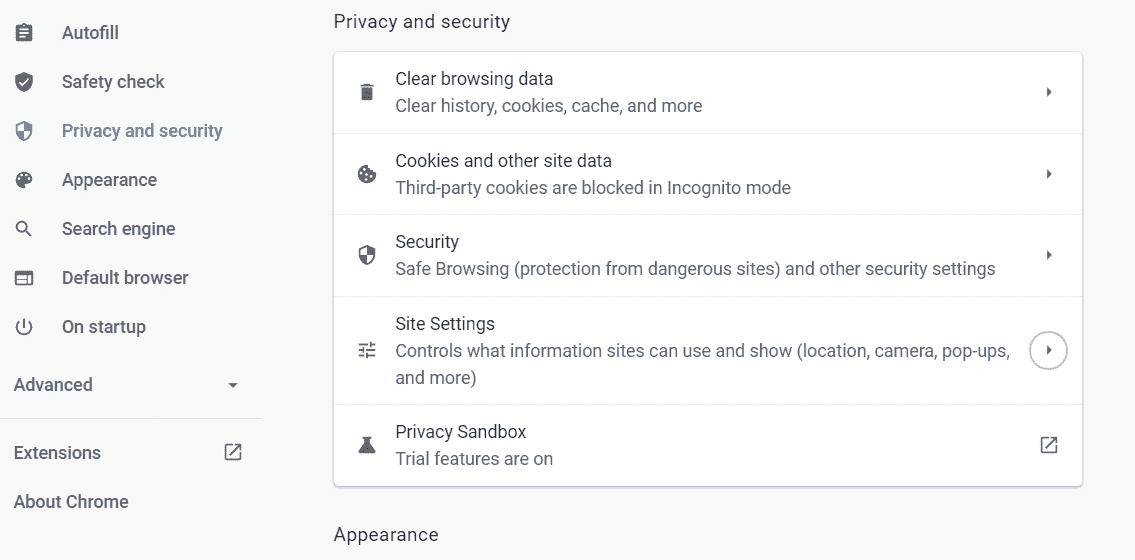 Autofill
Safety check
Privacy and security
Appearance
Search engine
Default browser
On startup
Advanced
Extensions
About Chrome
Privacy and security
Clear browsing data
Clear history, cookies, cache, and more
Cookies and other site data
Third-party cookies are blocked in Incognito mode
Security
Safe Browsing (protection from dangerous sites) and other security settings
Site Settings
Controls what information sites can use and show (location, camera, pop-ups,
and more)
Privacy Sandbox
Trial features are on
Appearance